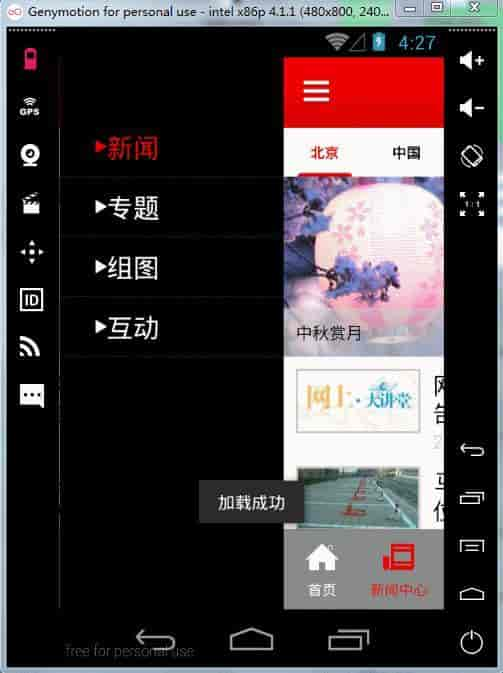 Genymotion for personal use - intel x86p 4.1.1 (480x800, 240...
4:27
GPS
1:1
ID
新闻
专题
组图
互动
北京
中国
中秋赏月
网上·大讲堂
网
告
2
位
加载成功
首页
新闻中心
free for personal use